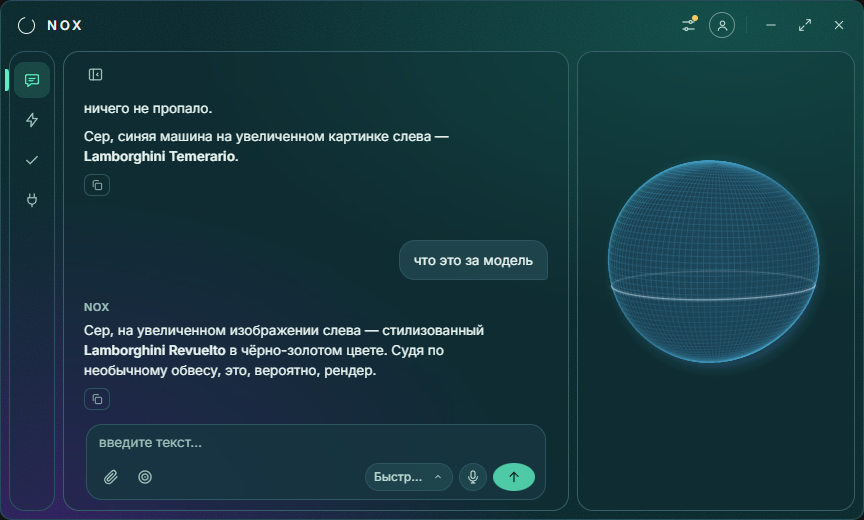 NOX
ничего не пропало.
Сер, синяя машина на увеличенном картинке слева —
Lamborghini Temerario.
что это за модель
NOX
Сер, на увеличенном изображении слева — стилизованный
Lamborghini Revuelto в чёрно-золотом цвете. Судя по
необычному обвесу, это, вероятно, рендер.
введите текст...
Быстр...